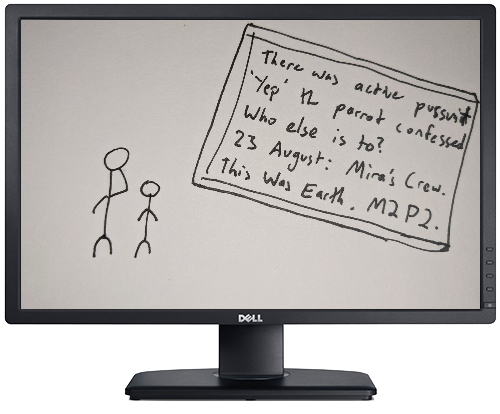 There was active pursuit
'Yep' the parrot confessed
Who else is to?
23 August: Mira's Crew.
This Was Earth. M2P2.
DELL